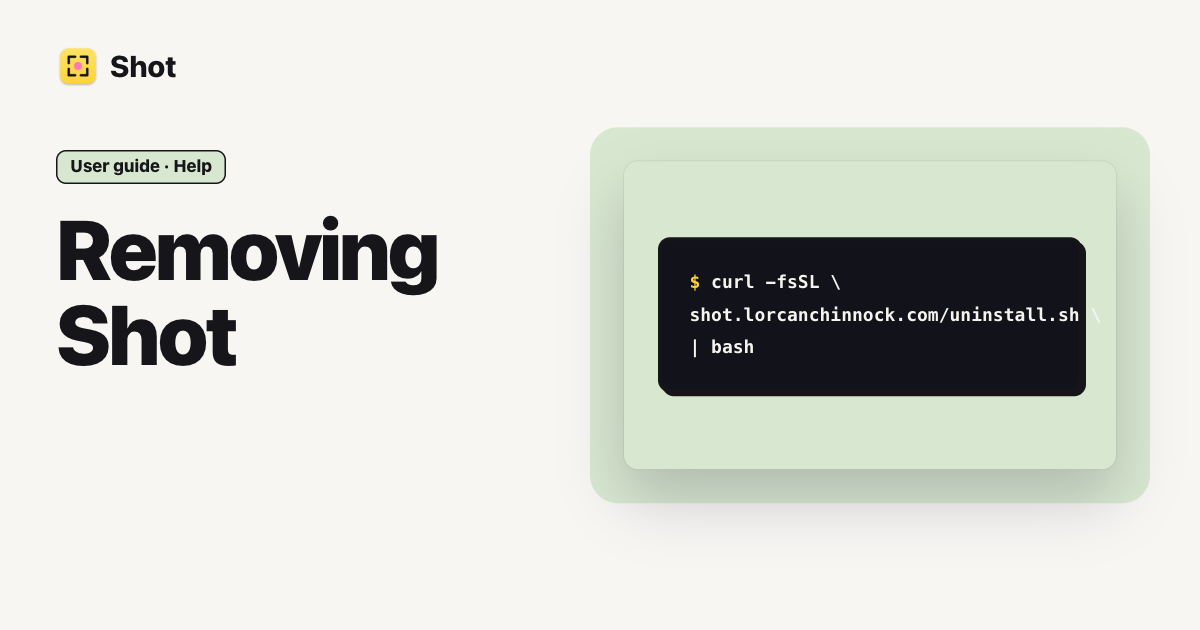 Shot
User guide · Help
Removing
Shot
$ curl -fsSL \
shot.lorcanchinnock.com/uninstall.sh \
| bash